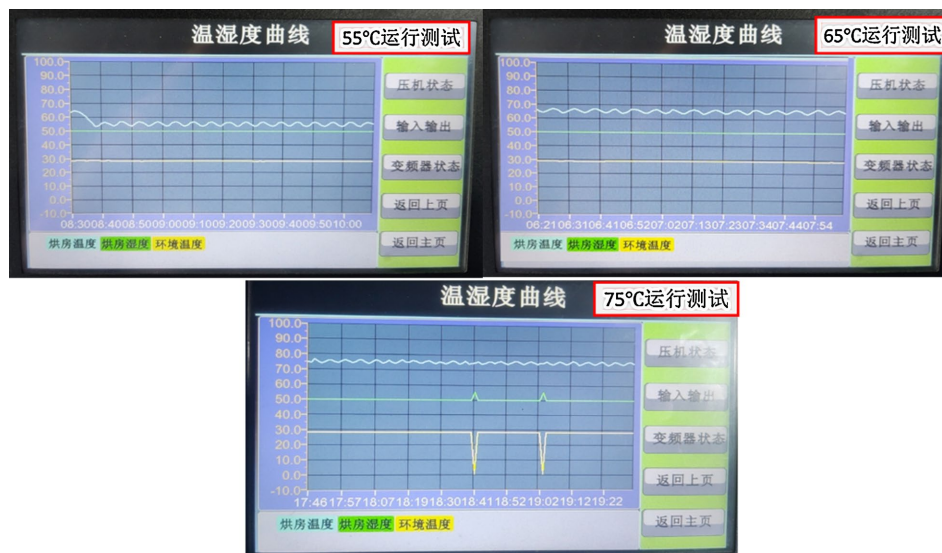 温湿度曲线
55℃运行测试
100.0
90.0
80.0
70.0
60.0
50.0
40.0
30.0
20.0
10.0
0.0
-10.0
08:30 08:40 08:50 09:00 09:10 09:20 09:30 09:40 09:50 10:00
烘房温度 烘房湿度 环境温度
压机状态
输入输出
变频器状态
返回上页
返回主页
温湿度曲线
65℃运行测试
100.0
90.0
80.0
70.0
60.0
50.0
40.0
30.0
20.0
10.0
0.0
-10.0
06:21 06:31 06:41 06:52 07:02 07:13 07:23 07:34 07:44 07:54
烘房温度 烘房湿度 环境温度
压机状态
输入输出
变频器状态
返回上页
返回主页
温湿度曲线
75℃运行测试
100.0
90.0
80.0
70.0
60.0
50.0
40.0
30.0
20.0
10.0
0.0
-10.0
17:46 17:57 18:07 18:19 18:30 18:41 18:52 19:02 19:12 19:22
烘房温度 烘房湿度 环境温度
压机状态
输入输出
变频器状态
返回上页
返回主页